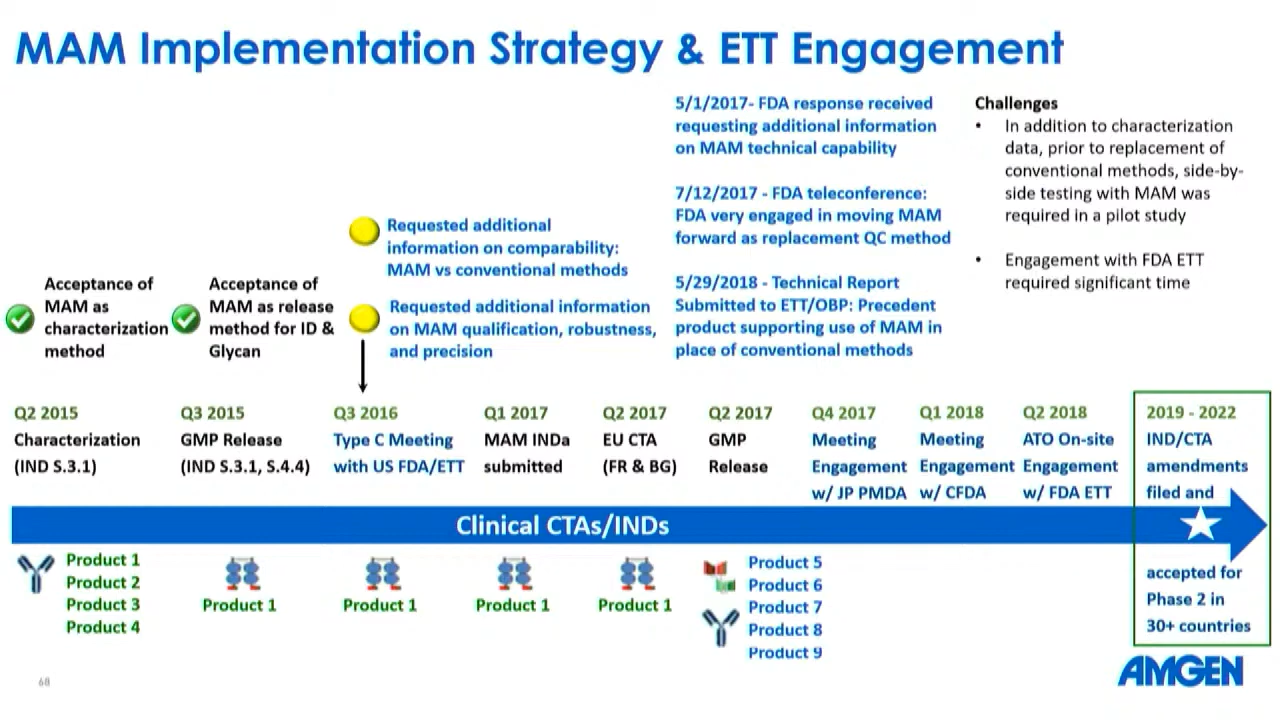 MAM Implementation Strategy & ETT Engagement
5/1/2017- FDA response received
requesting additional information
on MAM technical capability
7/12/2017 - FDA teleconference:
FDA very engaged in moving MAM
forward as replacement QC method
5/29/2018 - Technical Report
Submitted to ETT/OBP: Precedent
product supporting use of MAM in
place of conventional methods
Challenges
• In addition to characterization
data, prior to replacement of
conventional methods, side-by-
side testing with MAM was
required in a pilot study
• Engagement with FDA ETT
required significant time
Requested additional
information on comparability:
MAM vs conventional methods
Requested additional information
on MAM qualification, robustness,
and precision
Acceptance of
MAM as
characterization
method
Acceptance of
MAM as release
method for ID &
Glycan
Q2 2015
Characterization
(IND S.3.1)
Q3 2015
GMP Release
(IND S.3.1, S.4.4)
Q3 2016
Type C Meeting
with US FDA/ETT
Q1 2017
MAM INDa
submitted
Q2 2017
EU CTA
(FR & BG)
Q2 2017
GMP
Release
Q4 2017
Meeting
Engagement
w/ JP PMDA
Q1 2018
Meeting
Engagement
w/ CFDA
Q2 2018
ATO On-site
Engagement
w/ FDA ETT
2019 - 2022
IND/CTA
amendments
filed and
accepted for
Phase 2 in
30+ countries
Clinical CTAs/INDs
Product 1
Product 2
Product 3
Product 4
Product 1
Product 1
Product 1
Product 1
Product 5
Product 6
Product 7
Product 8
Product 9
68
AMGEN